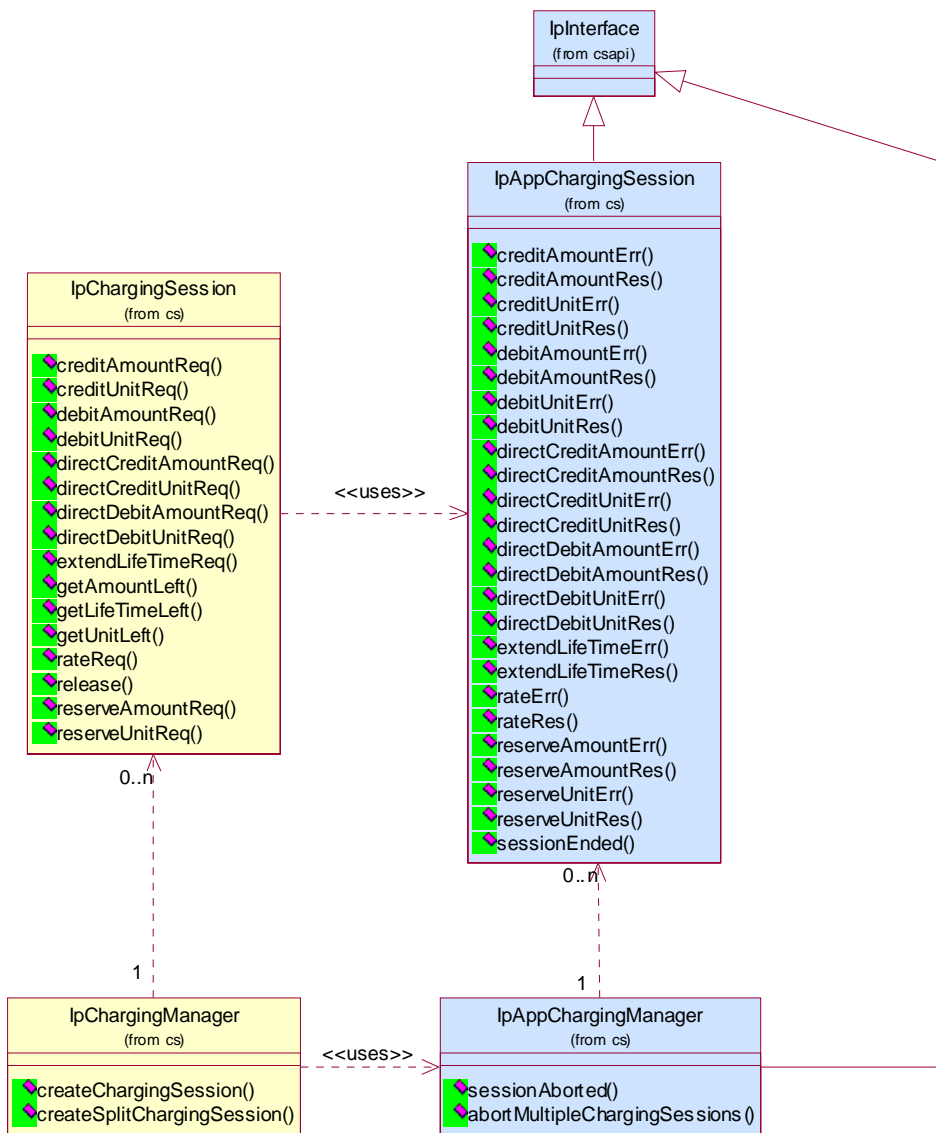 IpInterface
(from csapi)
IpAppChargingSession
(from cs)
creditAmountErr()
creditAmountRes()
creditUnitErr()
creditUnitRes()
debitAmountErr()
debitAmountRes()
debitUnitErr()
debitUnitRes()
directCreditAmountErr()
directCreditAmountRes()
directCreditUnitErr()
directCreditUnitRes()
directDebitAmountErr()
directDebitAmountRes()
directDebitUnitErr()
directDebitUnitRes()
extendLifeTimeErr()
extendLifeTimeRes()
rateErr()
rateRes()
reserveAmountErr()
reserveAmountRes()
reserveUnitErr()
reserveUnitRes()
sessionEnded()
IpChargingSession
(from cs)
creditAmountReq()
creditUnitReq()
debitAmountReq()
debitUnitReq()
directCreditAmountReq()
directCreditUnitReq()
directDebitAmountReq()
directDebitUnitReq()
extendLifeTimeReq()
getAmountLeft()
getLifeTimeLeft()
getUnitLeft()
rateReq()
release()
reserveAmountReq()
reserveUnitReq()
<<uses>>
0..n
0..n
1
1
IpChargingManager
(from cs)
createChargingSession()
createSplitChargingSession()
<<uses>>
IpAppChargingManager
(from cs)
sessionAborted()
abortMultipleChargingSessions()